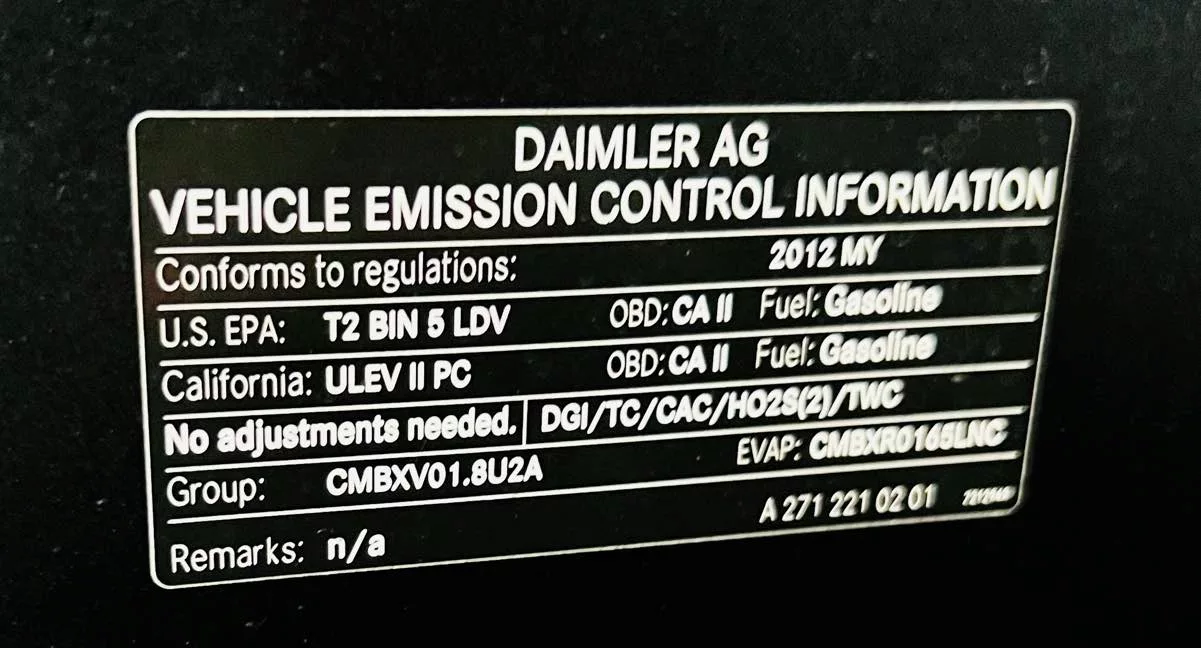 DAIMLER AG
VEHICLE EMISSION CONTROL INFORMATION
Conforms to regulations: 2012 MY
U.S. EPA: T2 BIN 5 LDV OBD: CA II Fuel: Gasoline
California: ULEV II PC OBD: CA II Fuel: Gasoline
No adjustments needed. DGI/TC/CAC/HO2S(2)/TWC
Group: CMBXV01.8U2A EVAP: CMBXR0165LNC
Remarks: n/a A 271 221 02 01